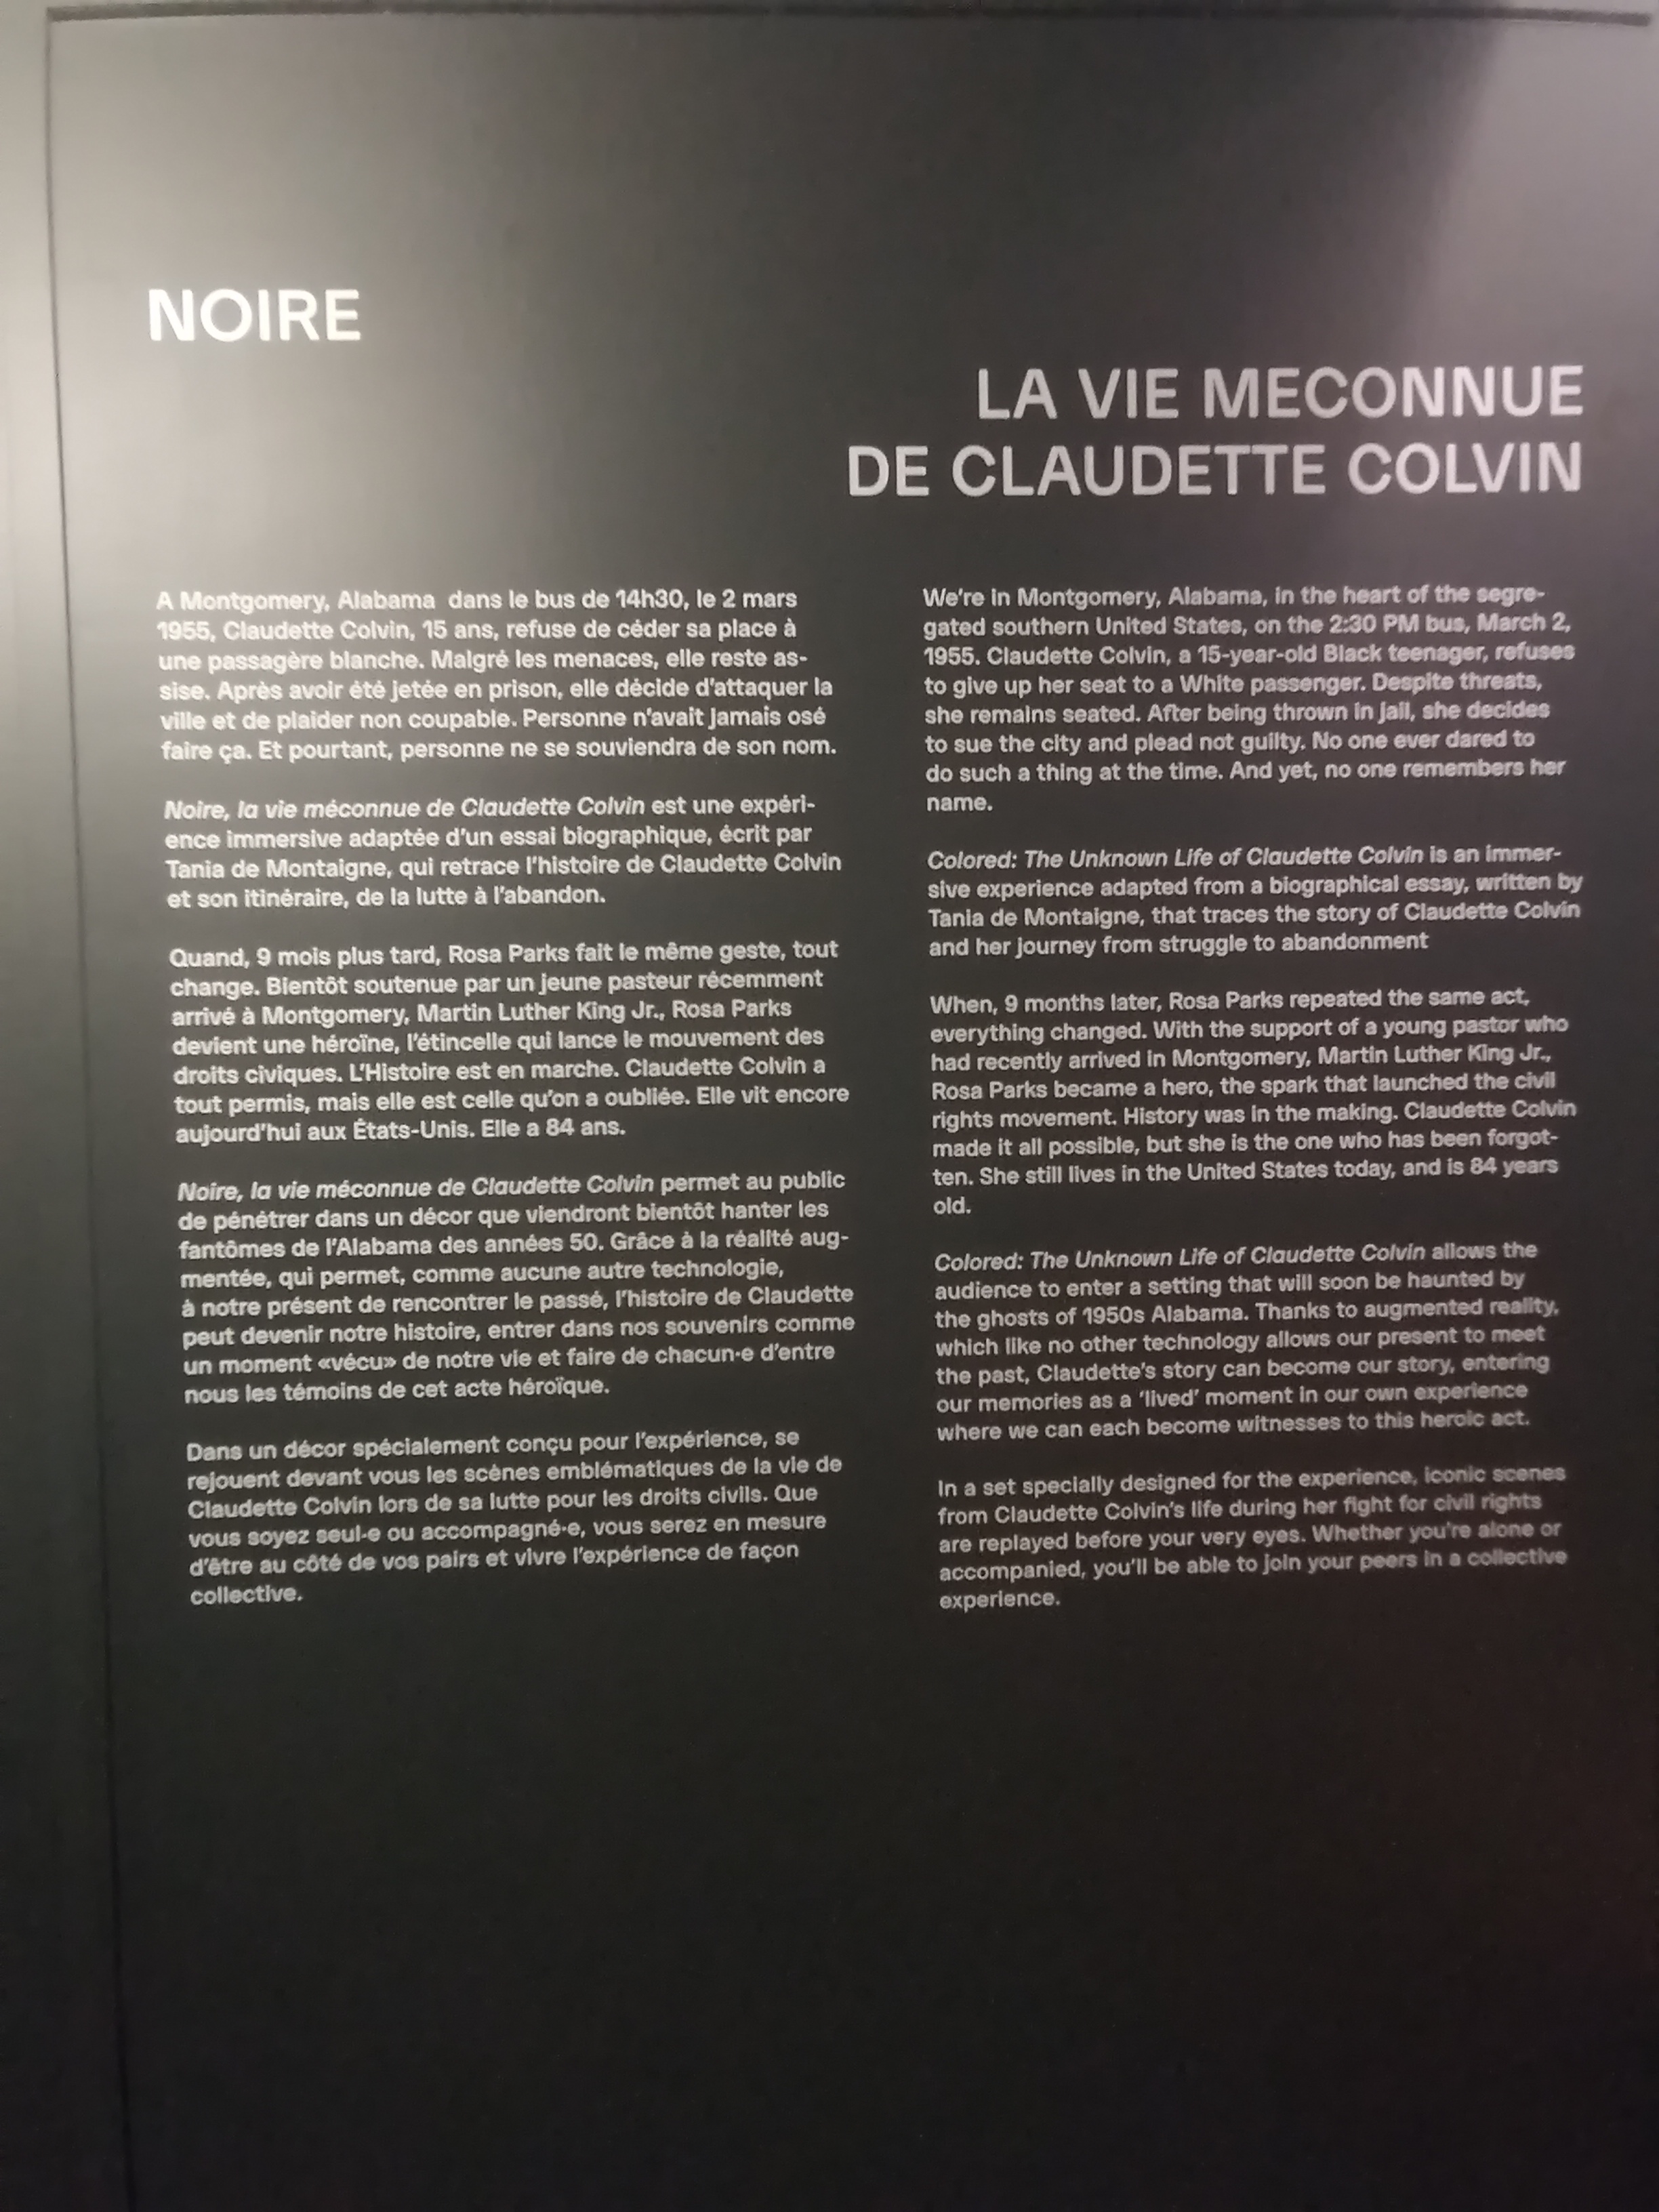 NOIRE
LA VIE MECONNUE
DE CLAUDETTE COLVIN
A Montgomery, Alabama dans le bus de 14h30, le 2 mars
1955, Claudette Colvin, 15 ans, refuse de céder sa place à
une passagère blanche. Malgré les menaces, elle reste as-
sise. Après avoir été jetée en prison, elle décide d'attaquer la
ville et de plaider non coupable. Personne n'avait jamais osé
faire ça. Et pourtant, personne ne se souviendra de son nom.
Noire, la vie méconnue de Claudette Colvin est une expéri-
ence immersive adaptée d'un essai biographique, écrit par
Tania de Montaigne, qui retrace l'histoire de Claudette Colvin
et son itinéraire, de la lutte à l'abandon.
Quand, 9 mois plus tard, Rosa Parks fait le même geste, tout
change. Bientôt soutenue par un jeune pasteur récemment
arrivé à Montgomery, Martin Luther King Jr., Rosa Parks
devient une héroïne, l'étincelle qui lance le mouvement des
droits civiques. L'Histoire est en marche. Claudette Colvin a
tout permis, mais elle est celle qu'on a oubliée. Elle vit encore
aujourd'hui aux États-Unis. Elle a 84 ans.
Noire, la vie méconnue de Claudette Colvin permet au public
de pénétrer dans un décor que viendront bientôt hanter les
fantômes de l'Alabama des années 50. Grâce à la réalité aug-
mentée, qui permet, comme aucune autre technologie,
à notre présent de rencontrer le passé, l'histoire de Claudette
peut devenir notre histoire, entrer dans nos souvenirs comme
un moment «vécu» de notre vie et faire de chacun·e d'entre
nous les témoins de cet acte héroïque.
Dans un décor spécialement conçu pour l'expérience, se
rejouent devant vous les scènes emblématiques de la vie de
Claudette Colvin lors de sa lutte pour les droits civils. Que
vous soyez seul·e ou accompagné·e, vous serez en mesure
d'être au côté de vos pairs et vivre l'expérience de façon
collective.
We're in Montgomery, Alabama, in the heart of the segre-
gated southern United States, on the 2:30 PM bus, March 2,
1955. Claudette Colvin, a 15-year-old Black teenager, refuses
to give up her seat to a White passenger. Despite threats,
she remains seated. After being thrown in jail, she decides
to sue the city and plead not guilty. No one ever dared to
do such a thing at the time. And yet, no one remembers her
name.
Colored: The Unknown Life of Claudette Colvin is an immer-
sive experience adapted from a biographical essay, written by
Tania de Montaigne, that traces the story of Claudette Colvin
and her journey from struggle to abandonment
When, 9 months later, Rosa Parks repeated the same act,
everything changed. With the support of a young pastor who
had recently arrived in Montgomery, Martin Luther King Jr.,
Rosa Parks became a hero, the spark that launched the civil
rights movement. History was in the making. Claudette Colvin
made it all possible, but she is the one who has been forgot-
ten. She still lives in the United States today, and is 84 years
old.
Colored: The Unknown Life of Claudette Colvin allows the
audience to enter a setting that will soon be haunted by
the ghosts of 1950s Alabama. Thanks to augmented reality,
which like no other technology allows our present to meet
the past, Claudette's story can become our story, entering
our memories as a 'lived' moment in our own experience
where we can each become witnesses to this heroic act.
In a set specially designed for the experience, iconic scenes
from Claudette Colvin's life during her fight for civil rights
are replayed before your very eyes. Whether you're alone or
accompanied, you'll be able to join your peers in a collective
experience.